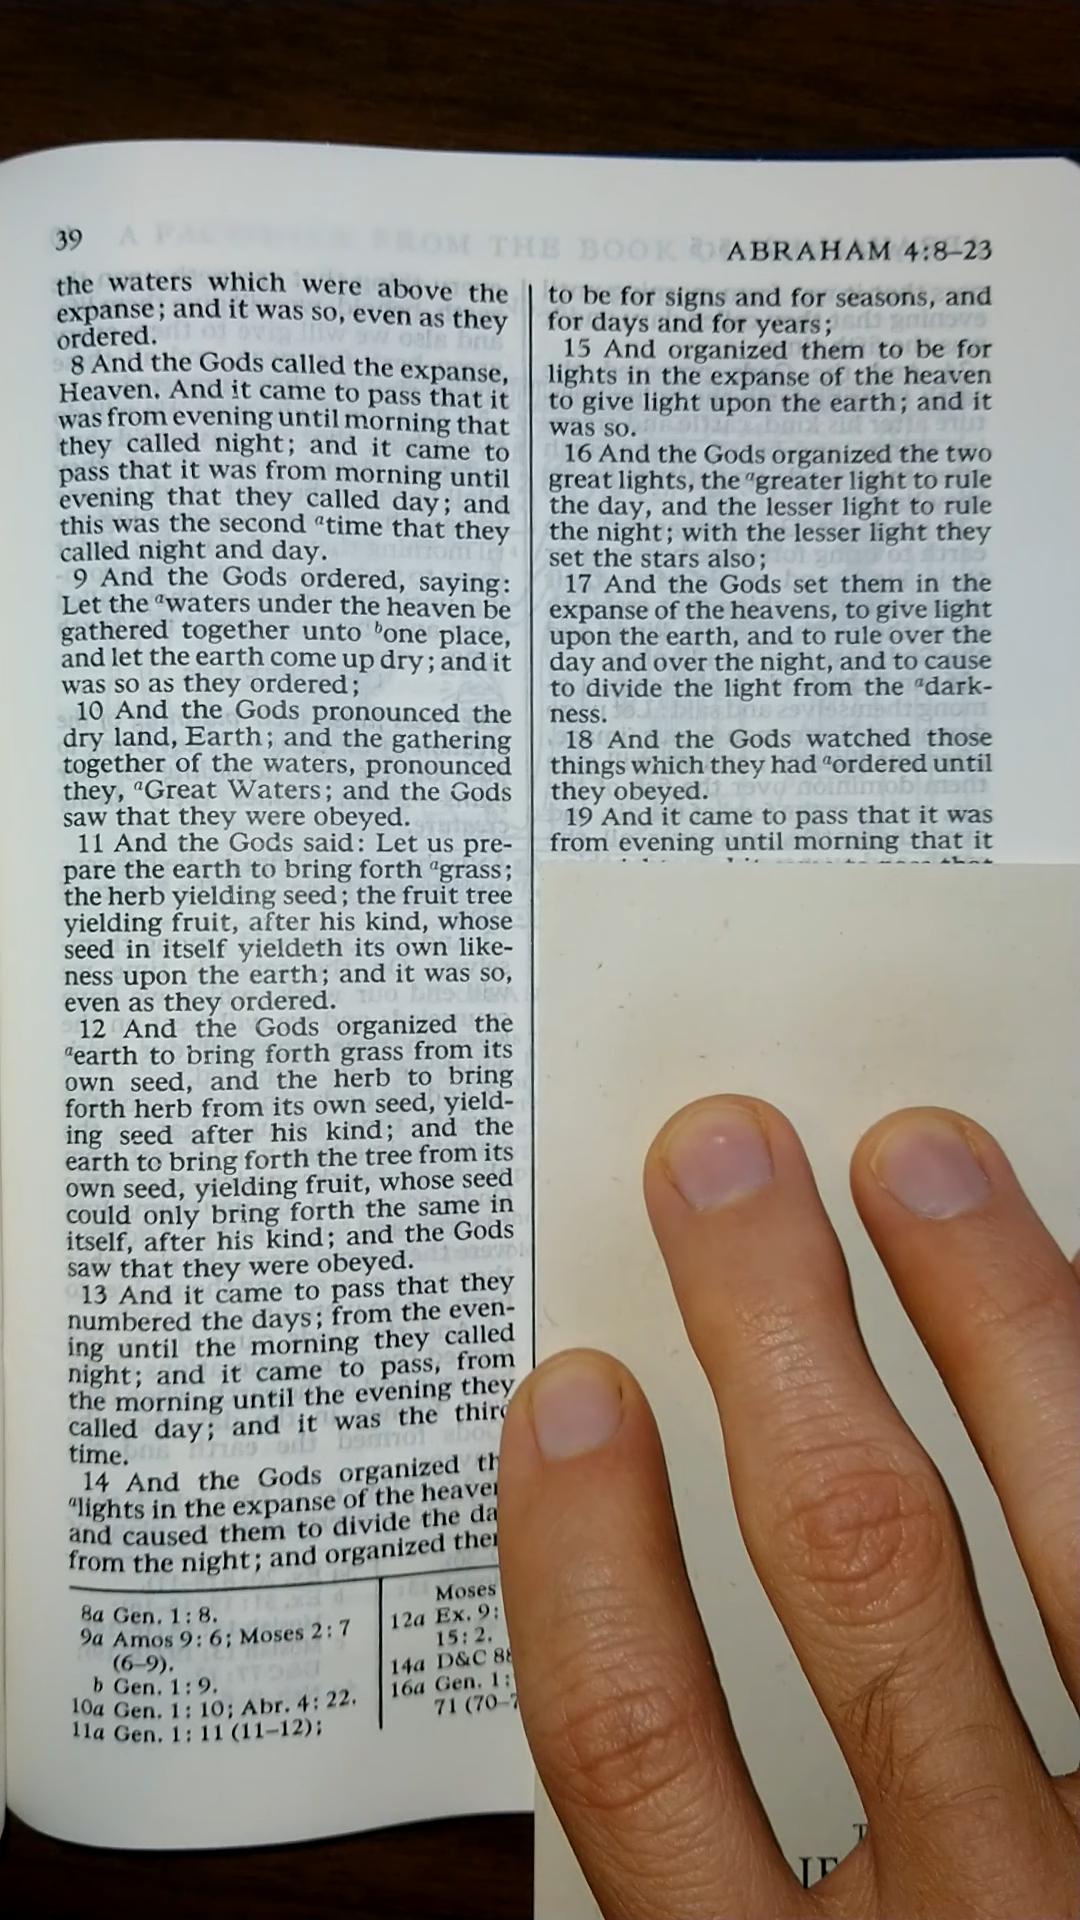 39
ABRAHAM 4:8–23
the waters which were above the
expanse; and it was so, even as they
ordered.
8 And the Gods called the expanse,
Heaven. And it came to pass that it
was from evening until morning that
they called night; and it came to
pass that it was from morning until
evening that they called day; and
this was the second ᵃtime that they
called night and day.
9 And the Gods ordered, saying:
Let the ᵃwaters under the heaven be
gathered together unto ᵇone place,
and let the earth come up dry; and it
was so as they ordered;
10 And the Gods pronounced the
dry land, Earth; and the gathering
together of the waters, pronounced
they, ᵃGreat Waters; and the Gods
saw that they were obeyed.
11 And the Gods said: Let us pre-
pare the earth to bring forth ᵃgrass;
the herb yielding seed; the fruit tree
yielding fruit, after his kind, whose
seed in itself yieldeth its own like-
ness upon the earth; and it was so,
even as they ordered.
12 And the Gods organized the
ᵃearth to bring forth grass from its
own seed, and the herb to bring
forth herb from its own seed, yield-
ing seed after his kind; and the
earth to bring forth the tree from its
own seed, yielding fruit, whose seed
could only bring forth the same in
itself, after his kind; and the Gods
saw that they were obeyed.
13 And it came to pass that they
numbered the days; from the even-
ing until the morning they called
night; and it came to pass, from
the morning until the evening they
called day; and it was the third
time.
14 And the Gods organized th
ᵃlights in the expanse of the heaven
and caused them to divide the da
from the night; and organized them
to be for signs and for seasons, and
for days and for years;
15 And organized them to be for
lights in the expanse of the heaven
to give light upon the earth; and it
was so.
16 And the Gods organized the two
great lights, the ᵃgreater light to rule
the day, and the lesser light to rule
the night; with the lesser light they
set the stars also;
17 And the Gods set them in the
expanse of the heavens, to give light
upon the earth, and to rule over the
day and over the night, and to cause
to divide the light from the ᵃdark-
ness.
18 And the Gods watched those
things which they had ᵃordered until
they obeyed.
19 And it came to pass that it was
from evening until morning that it
8a Gen. 1: 8.
9a Amos 9: 6; Moses 2: 7
(6–9).
b Gen. 1: 9.
10a Gen. 1: 10; Abr. 4: 22.
11a Gen. 1: 11 (11–12);
Moses
12a Ex. 9:
15: 2.
14a D&C 88
16a Gen. 1:
71 (70–7